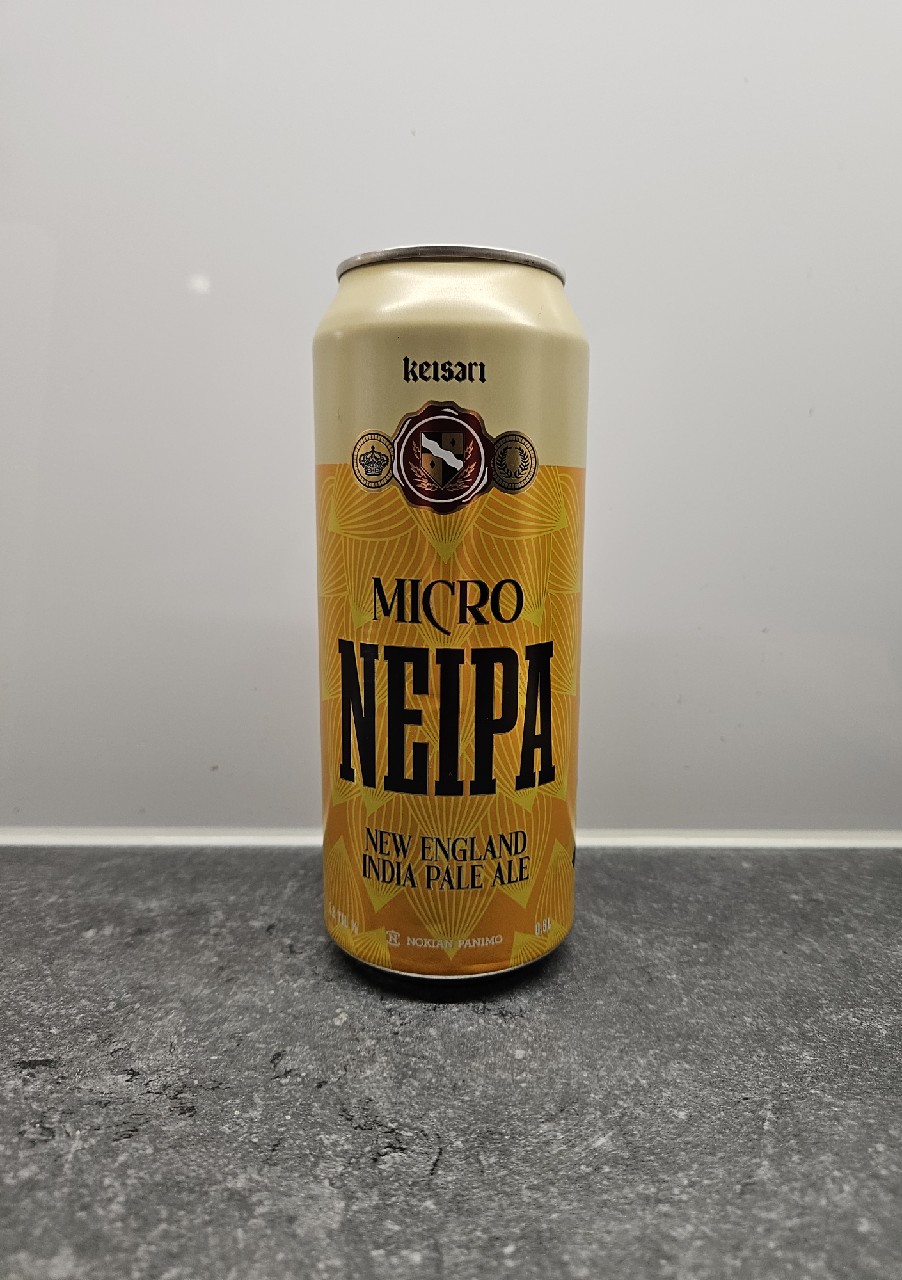 keisari
MICRO
NEIPA
NEW ENGLAND
INDIA PALE ALE
N NOKIAN PANIMO